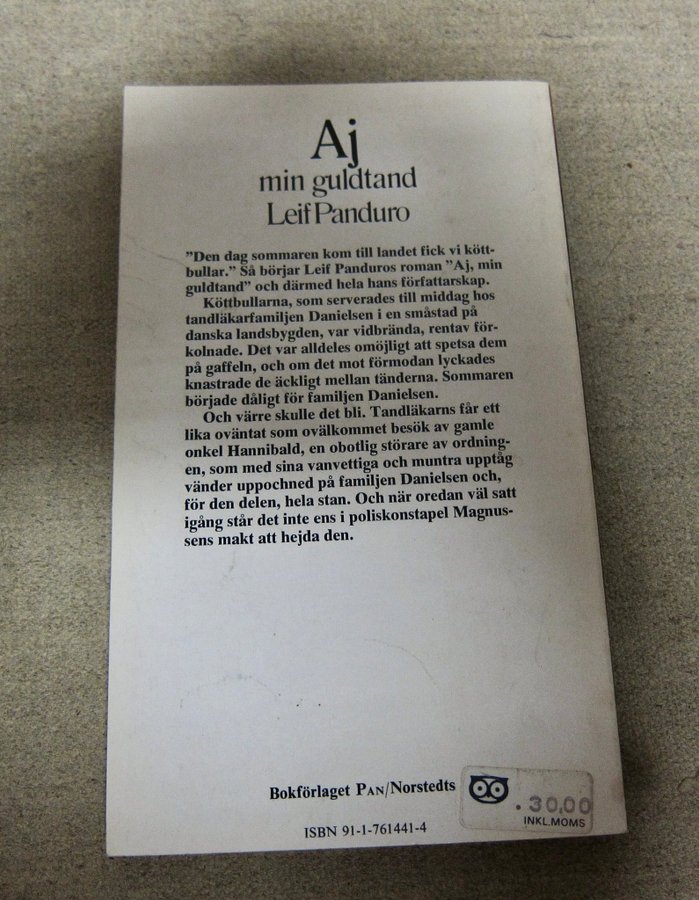 Aj
min guldtand
Leif Panduro
"Den dag sommaren kom till landet fick vi kött-
bullar." Så börjar Leif Panduros roman "Aj, min
guldtand" och därmed hela hans författarskap.
Köttbullarna, som serverades till middag hos
tandläkarfamiljen Danielsen i en småstad på
danska landsbygden, var vidbrända, rentav för-
kolnade. Det var alldeles omöjligt att spetsa dem
på gaffeln, och om det mot förmodan lyckades
knastrade de äckligt mellan tänderna. Sommaren
började dåligt för familjen Danielsen.
Och värre skulle det bli. Tandläkarns får ett
lika oväntat som ovälkommet besök av gamle
onkel Hannibald, en obotlig störare av ordning-
en, som med sina vanvettiga och muntra upptåg
vänder uppochned på familjen Danielsen och,
för den delen, hela stan. Och när oredan väl satt
igång står det inte ens i poliskonstapel Magnus-
sens makt att hejda den.
Bokförlaget PAN/Norstedts
. 30,00
INKL.MOMS
ISBN 91-1-761441-4